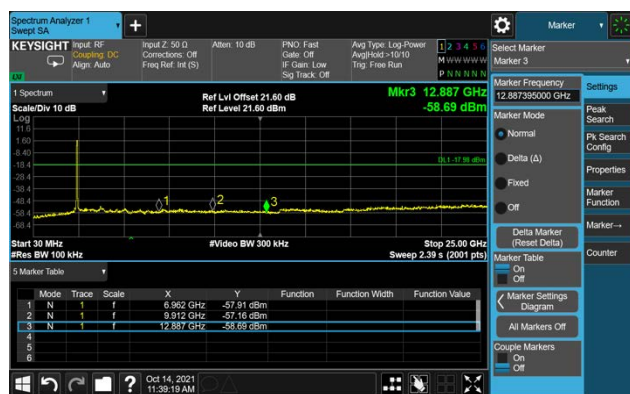 Spectrum Analyzer 1
Swept SA
KEYSIGHT
Input: RF
Coupling: DC
Align: Auto
Input Z: 50 Ω
Corrections: Off
Freq Ref: Int (S)
Atten: 10 dB
PNO: Fast
Gate: Off
IF Gain: Low
Sig Track: Off
Avg Type: Log-Power
Avg|Hold:>10/10
Trig: Free Run
1 2 3 4 5 6
M W W W W W
P N N N N N
LXI
1 Spectrum
Scale/Div 10 dB
Ref Lvl Offset 21.60 dB
Ref Level 21.60 dBm
Mkr3 12.887 GHz
-58.69 dBm
Log
11.6
1.60
-8.40
-18.4
-28.4
-38.4
-48.4
-58.4
-68.4
DL1 -17.98 dBm
1
2
3
Start 30 MHz
#Res BW 100 kHz
#Video BW 300 kHz
Stop 25.00 GHz
Sweep 2.39 s (2001 pts)
5 Marker Table
Mode Trace Scale X Y Function Function Width Function Value
1 N 1 f 6.962 GHz -57.91 dBm
2 N 1 f 9.912 GHz -57.16 dBm
3 N 1 f 12.887 GHz -58.69 dBm
4
5
6
?
Oct 14, 2021
11:39:19 AM
Marker
Select Marker
Marker 3
Marker Frequency
12.887395000 GHz
Marker Mode
Normal
Delta (Δ)
Fixed
Off
Delta Marker
(Reset Delta)
Marker Table
On
Off
Marker Settings
Diagram
All Markers Off
Couple Markers
On
Off
Settings
Peak
Search
Pk Search
Config
Properties
Marker
Function
Marker→
Counter